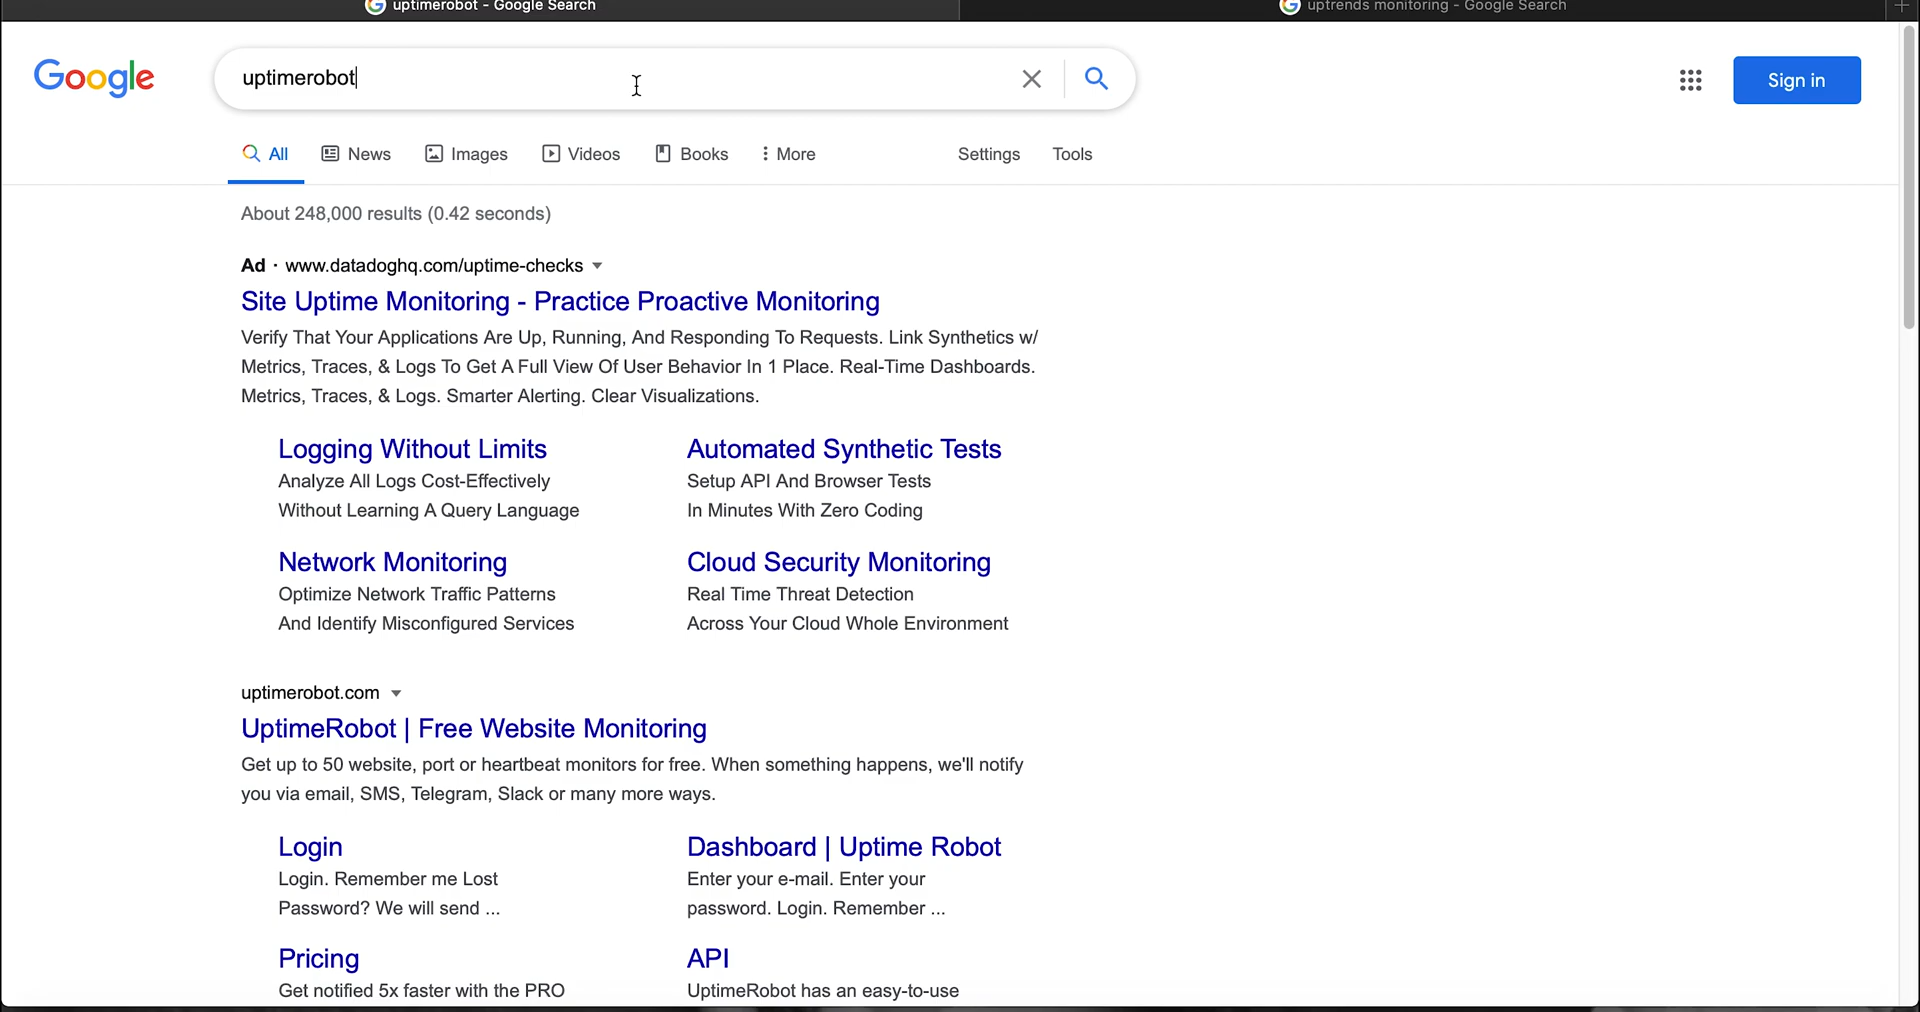 uptimerobot - Google Search
uptrends monitoring - Google Search
Google
uptimerobot
Sign in
All
News
Images
Videos
Books
More
Settings
Tools
About 248,000 results (0.42 seconds)
Ad · www.datadoghq.com/uptime-checks
Site Uptime Monitoring - Practice Proactive Monitoring
Verify That Your Applications Are Up, Running, And Responding To Requests. Link Synthetics w/
Metrics, Traces, & Logs To Get A Full View Of User Behavior In 1 Place. Real-Time Dashboards.
Metrics, Traces, & Logs. Smarter Alerting. Clear Visualizations.
Logging Without Limits
Analyze All Logs Cost-Effectively
Without Learning A Query Language
Automated Synthetic Tests
Setup API And Browser Tests
In Minutes With Zero Coding
Network Monitoring
Optimize Network Traffic Patterns
And Identify Misconfigured Services
Cloud Security Monitoring
Real Time Threat Detection
Across Your Cloud Whole Environment
uptimerobot.com
UptimeRobot | Free Website Monitoring
Get up to 50 website, port or heartbeat monitors for free. When something happens, we'll notify
you via email, SMS, Telegram, Slack or many more ways.
Login
Login. Remember me Lost
Password? We will send ...
Dashboard | Uptime Robot
Enter your e-mail. Enter your
password. Login. Remember ...
Pricing
Get notified 5x faster with the PRO
API
UptimeRobot has an easy-to-use